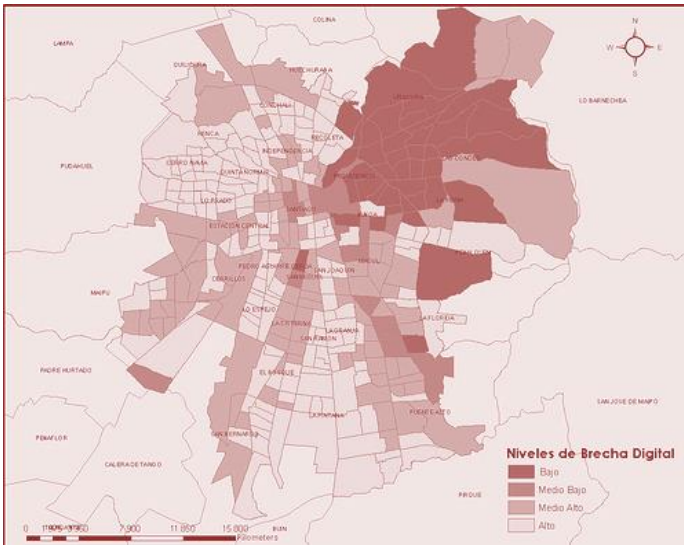 COLINA
LAMPA
N
W E
S
QUILICURA
HUECHURABA
LO BARNECHEA
VITACURA
CONCHALI
RENCA
RECOLETA
INDEPENDENCIA
LAS CONDES
PUDAHUEL
CERRO NAVIA
QUINTA NORMAL
PROVIDENCIA
LO PRADO
LA REINA
SANTIAGO
ÑUÑOA
ESTACION CENTRAL
PEÑALOLEN
MACUL
PEDRO AGUIRRE CERDA
SAN JOAQUIN
SAN MIGUEL
CERRILLOS
MAIPU
LO ESPEJO
LA FLORIDA
LA CISTERNA
LA GRANJA
SAN RAMON
PADRE HURTADO
EL BOSQUE
SAN JOSE DE MAIPO
LA PINTANA
PUENTE ALTO
SAN BERNARDO
PEÑAFLOR
CALERA DE TANGO
Niveles de Brecha Digital
Bajo
Medio Bajo
Medio Alto
Alto
PIRQUE
BUIN
0 7.900 11.850 15.800
Kilometers